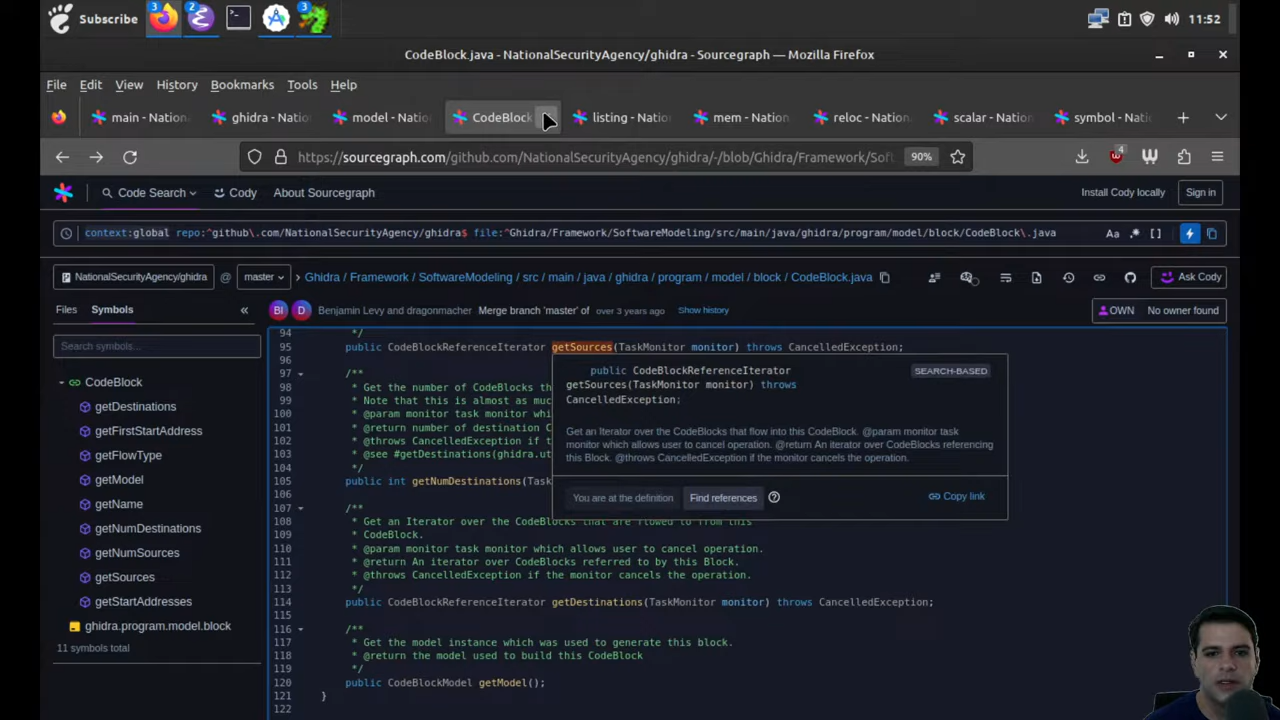 Subscribe
3
2
3
11:52
CodeBlock.java - NationalSecurityAgency/ghidra - Sourcegraph — Mozilla Firefox
File Edit View History Bookmarks Tools Help
main - Nation
ghidra - Natio
model - Natio
CodeBlock
listing - Natio
mem - Nation
reloc - Nation
scalar - Nation
symbol - Nati
https://sourcegraph.com/github.com/NationalSecurityAgency/ghidra/-/blob/Ghidra/Framework/Soft
90%
4
Code Search
Cody
About Sourcegraph
Install Cody locally
Sign in
context:global repo:^github\.com/NationalSecurityAgency/ghidra$ file:^Ghidra/Framework/SoftwareModeling/src/main/java/ghidra/program/model/block/CodeBlock\.java
Aa .* []
NationalSecurityAgency/ghidra @ master > Ghidra / Framework / SoftwareModeling / src / main / java / ghidra / program / model / block / CodeBlock.java
Ask Cody
Files Symbols «
BI D Benjamin Levy and dragonmacher Merge branch 'master' of over 3 years ago Show history
OWN No owner found
Search symbols...
CodeBlock
getDestinations
getFirstStartAddress
getFlowType
getModel
getName
getNumDestinations
getNumSources
getSources
getStartAddresses
ghidra.program.model.block
11 symbols total
94 */
95 public CodeBlockReferenceIterator getSources(TaskMonitor monitor) throws CancelledException;
96
97 /**
98 * Get the number of CodeBlocks th
99 * Note that this is almost as muc
100 * @param monitor task monitor whi
101 * @return number of destination C
102 * @throws CancelledException if t
103 * @see #getDestinations(ghidra.ut
104 */
105 public int getNumDestinations(Task
106
107 /**
108 * Get an Iterator over the CodeBlocks that are flowed to from this
109 * CodeBlock.
110 * @param monitor task monitor which allows user to cancel operation.
111 * @return An iterator over CodeBlocks referred to by this Block.
112 * @throws CancelledException if the monitor cancels the operation.
113 */
114 public CodeBlockReferenceIterator getDestinations(TaskMonitor monitor) throws CancelledException;
115
116 /**
117 * Get the model instance which was used to generate this block.
118 * @return the model used to build this CodeBlock
119 */
120 public CodeBlockModel getModel();
121 }
122
public CodeBlockReferenceIterator
getSources(TaskMonitor monitor) throws
CancelledException;
SEARCH-BASED
Get an Iterator over the CodeBlocks that flow into this CodeBlock. @param monitor task
monitor which allows user to cancel operation. @return An iterator over CodeBlocks referencing
this Block. @throws CancelledException if the monitor cancels the operation.
You are at the definition
Find references
Copy link